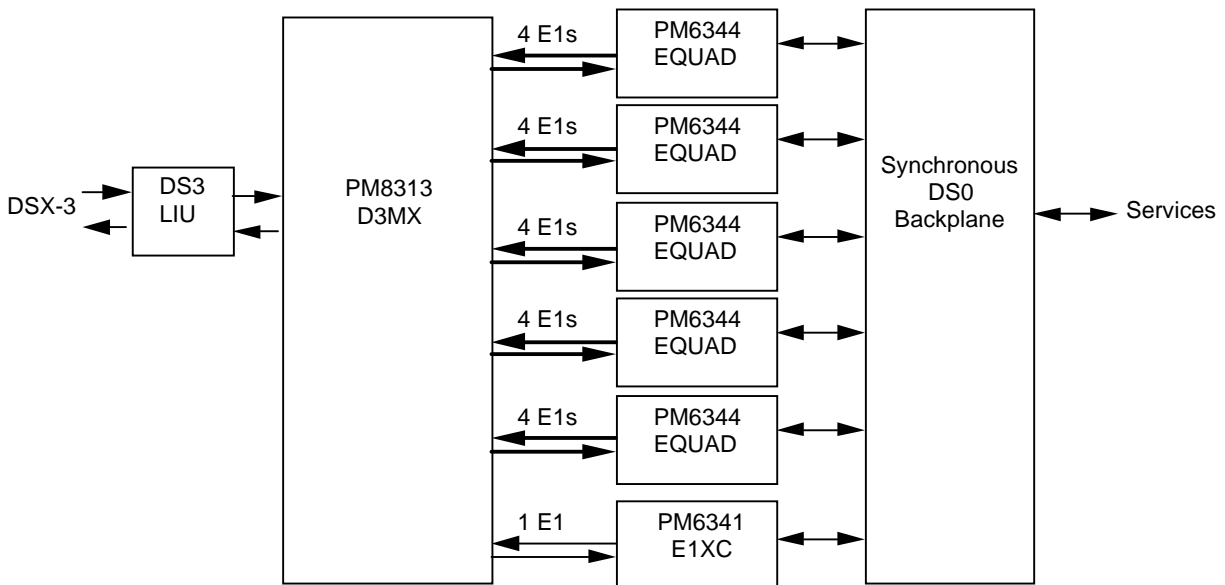 DSX-3
DS3
LIU
PM8313
D3MX
4 E1s
PM6344
EQUAD
4 E1s
PM6344
EQUAD
4 E1s
PM6344
EQUAD
4 E1s
PM6344
EQUAD
4 E1s
PM6344
EQUAD
1 E1
PM6341
E1XC
Synchronous
DS0
Backplane
Services